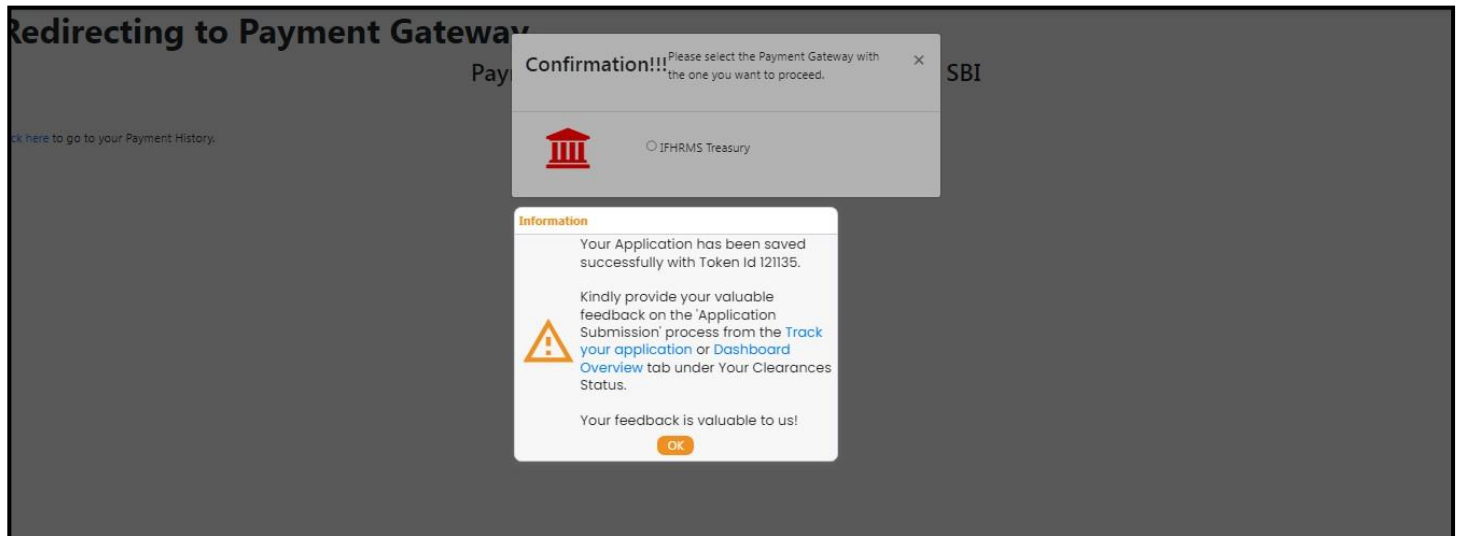 Redirecting to Payment Gateway
Pay
SBI
Confirmation!!!
Please select the Payment Gateway with
the one you want to proceed.
×
ck here to go to your Payment History.
IFHRMS Treasury
Information
Your Application has been saved
successfully with Token Id 121135.
Kindly provide your valuable
feedback on the 'Application
Submission' process from the Track
your application or Dashboard
Overview tab under Your Clearances
Status.
Your feedback is valuable to us!
OK